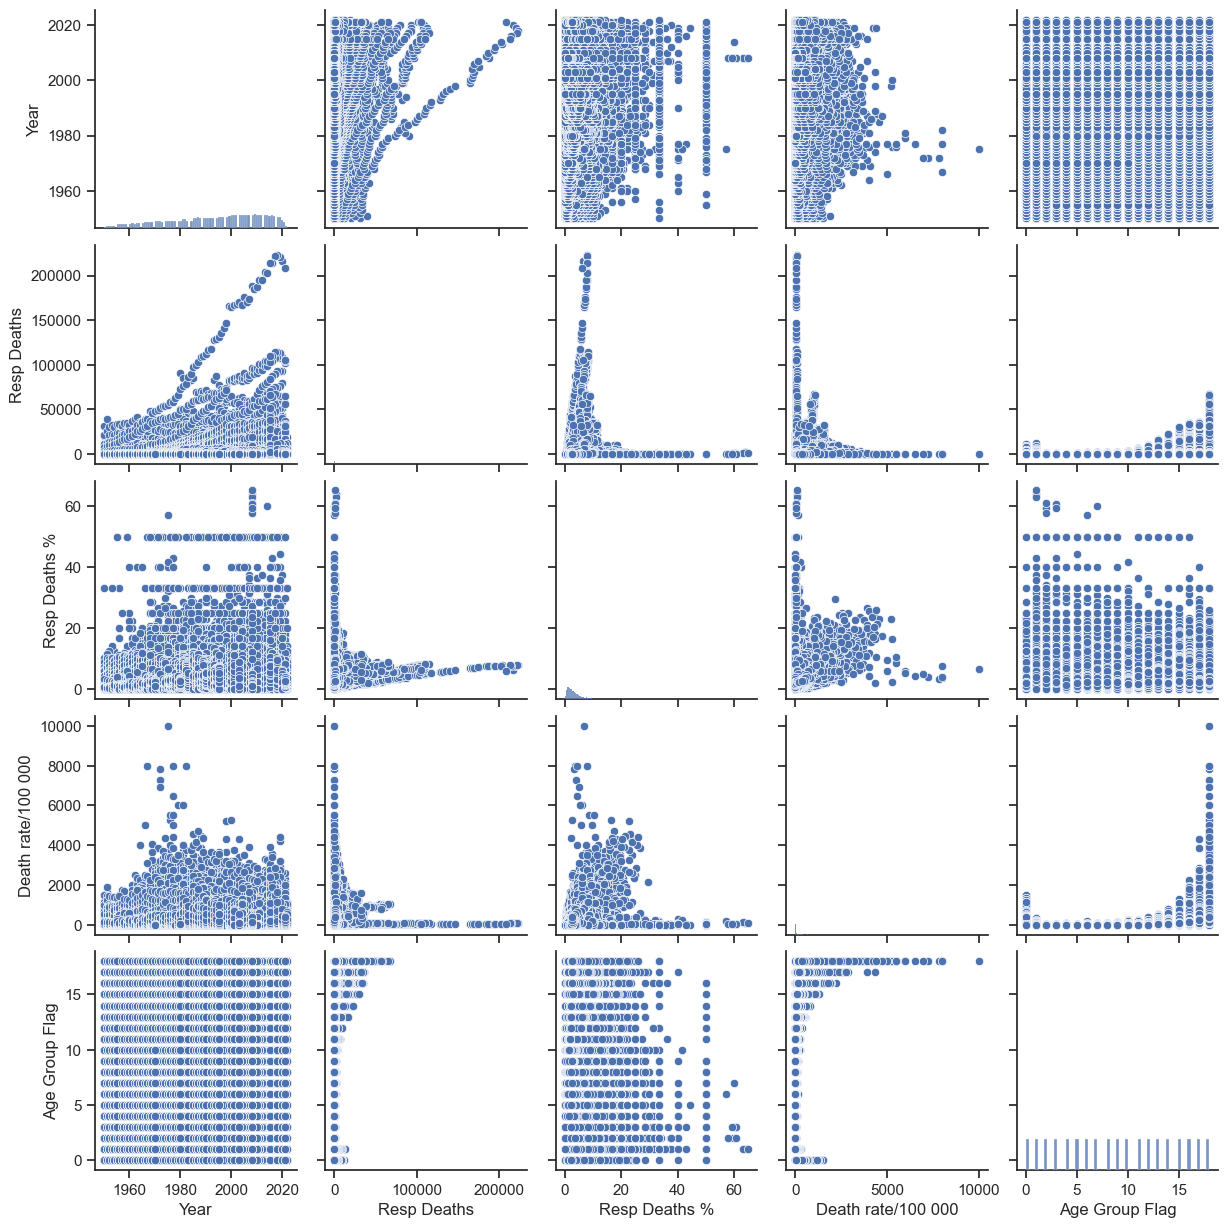 2020
2000
1980
1960
Year
200000
150000
100000
50000
0
Resp Deaths
60
40
20
0
Resp Deaths %
10000
8000
6000
4000
2000
0
Death rate/100 000
15
10
5
0
Age Group Flag
1960 1980 2000 2020
0 100000 200000
0 20 40 60
0 5000 10000
0 5 10 15
Year
Resp Deaths
Resp Deaths %
Death rate/100 000
Age Group Flag